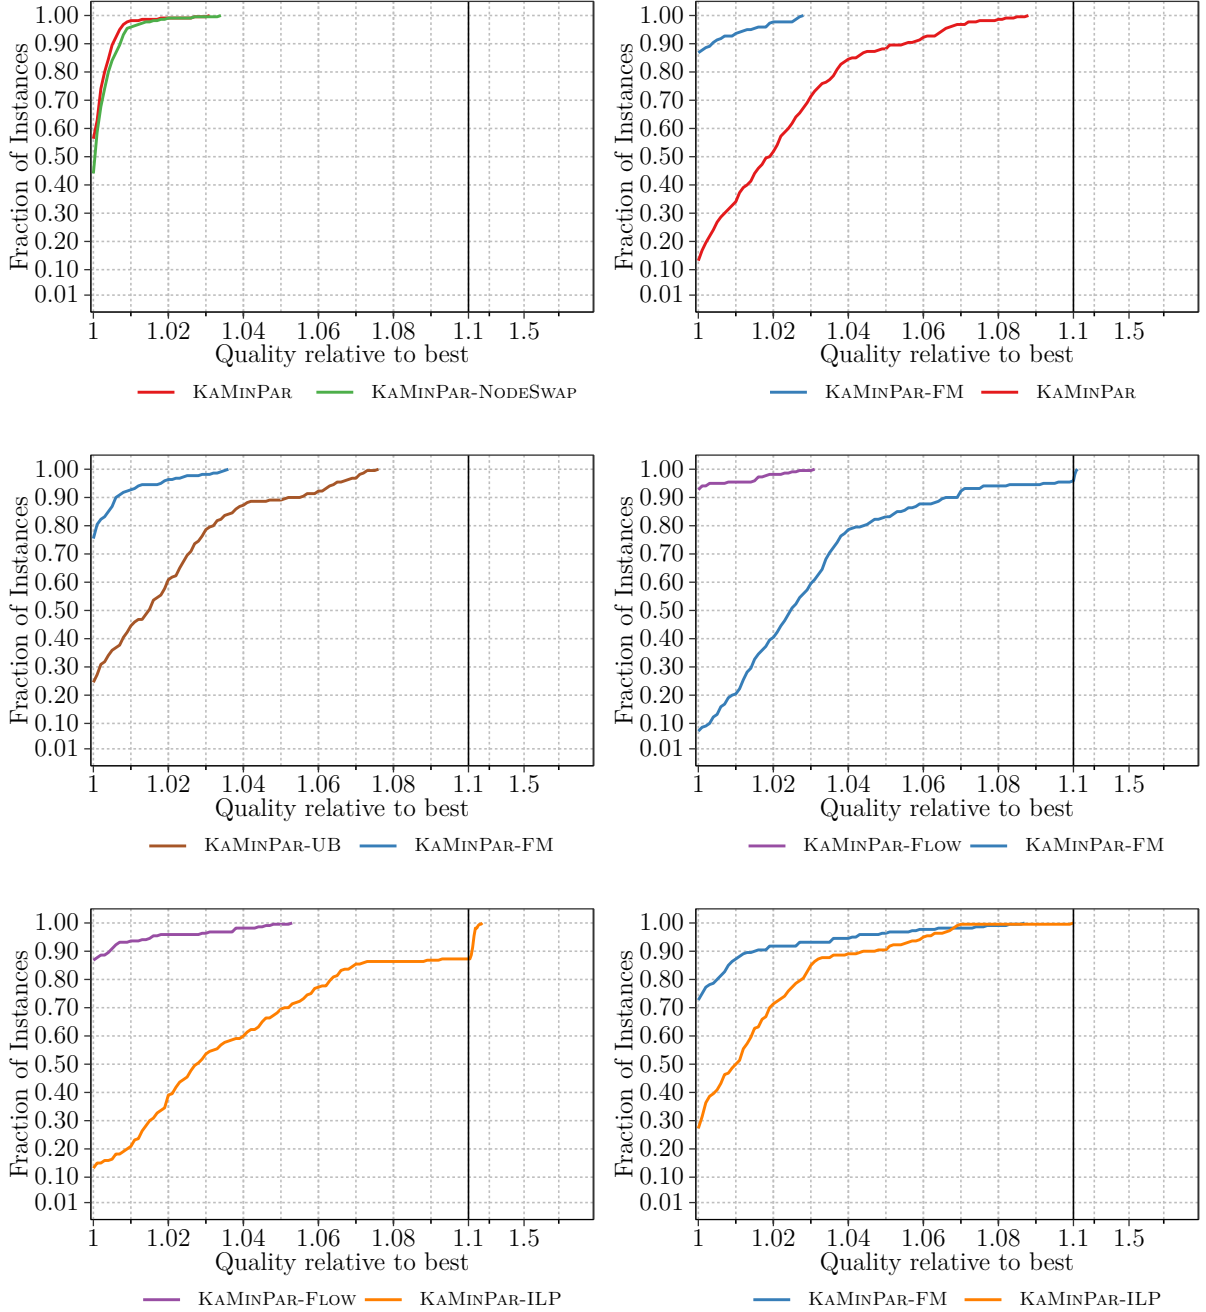 1.00
0.90
0.80
0.70
0.60
0.50
0.40
0.30
0.20
0.10
0.01
Fraction of Instances
1 1.02 1.04 1.06 1.08 1.1 1.5
Quality relative to best
KaMinPar KaMinPar-NodeSwap
1.00
0.90
0.80
0.70
0.60
0.50
0.40
0.30
0.20
0.10
0.01
Fraction of Instances
1 1.02 1.04 1.06 1.08 1.1 1.5
Quality relative to best
KaMinPar-FM KaMinPar
1.00
0.90
0.80
0.70
0.60
0.50
0.40
0.30
0.20
0.10
0.01
Fraction of Instances
1 1.02 1.04 1.06 1.08 1.1 1.5
Quality relative to best
KaMinPar-UB KaMinPar-FM
1.00
0.90
0.80
0.70
0.60
0.50
0.40
0.30
0.20
0.10
0.01
Fraction of Instances
1 1.02 1.04 1.06 1.08 1.1 1.5
Quality relative to best
KaMinPar-Flow KaMinPar-FM
1.00
0.90
0.80
0.70
0.60
0.50
0.40
0.30
0.20
0.10
0.01
Fraction of Instances
1 1.02 1.04 1.06 1.08 1.1 1.5
Quality relative to best
KaMinPar-Flow KaMinPar-ILP
1.00
0.90
0.80
0.70
0.60
0.50
0.40
0.30
0.20
0.10
0.01
Fraction of Instances
1 1.02 1.04 1.06 1.08 1.1 1.5
Quality relative to best
KaMinPar-FM KaMinPar-ILP